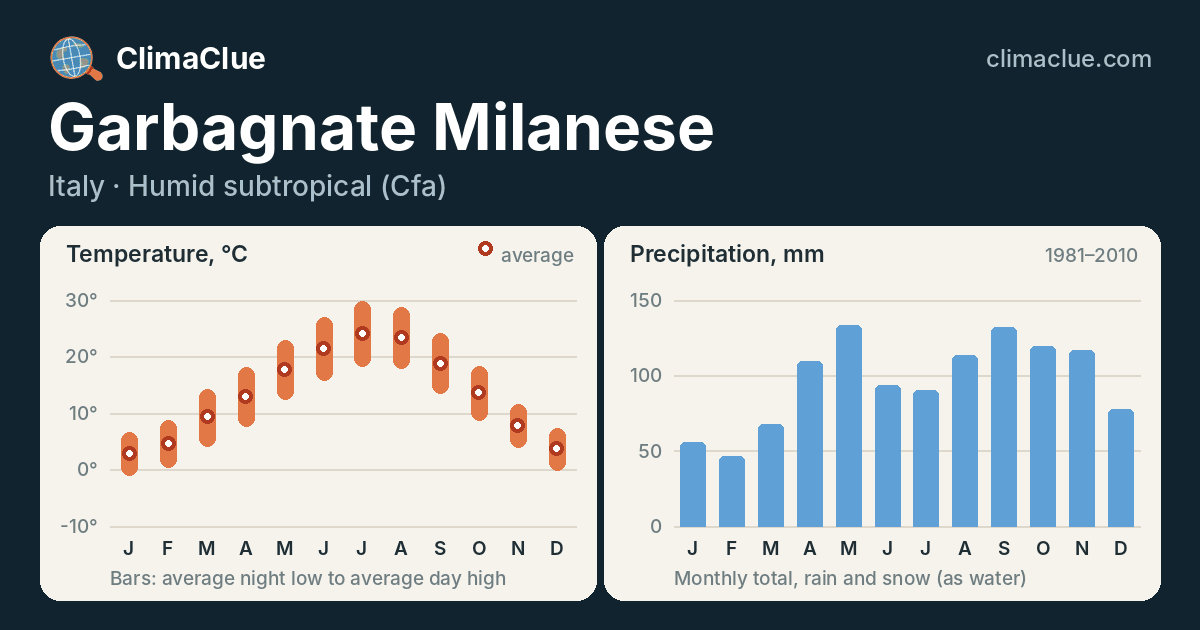 ClimaClue
climaclue.com
Garbagnate Milanese
Italy · Humid subtropical (Cfa)
Temperature, °C
average
30°
20°
10°
0°
-10°
J F M A M J J A S O N D
Bars: average night low to average day high
Precipitation, mm
1981–2010
150
100
50
0
J F M A M J J A S O N D
Monthly total, rain and snow (as water)